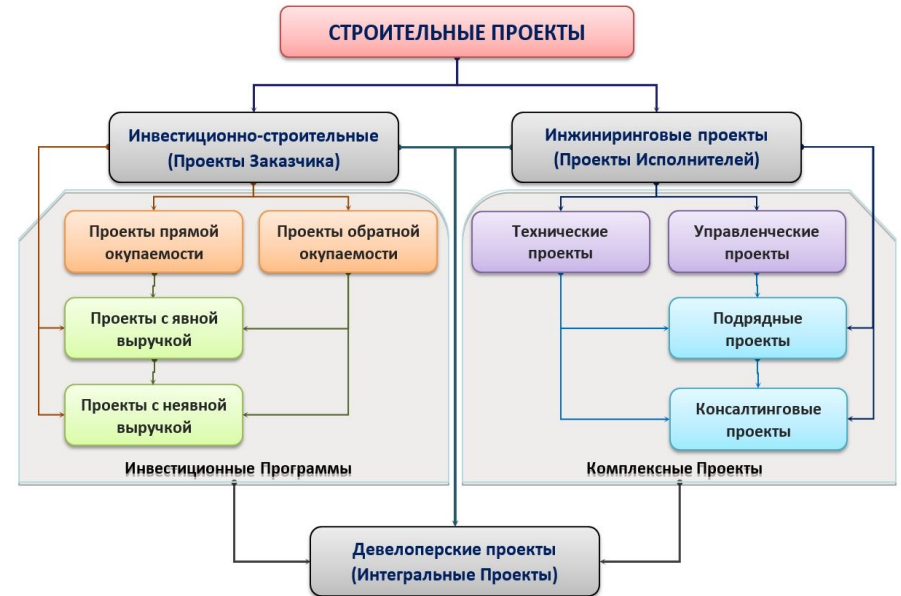 СТРОИТЕЛЬНЫЕ ПРОЕКТЫ
Инвестиционно-строительные
(Проекты Заказчика)
Инжиниринговые проекты
(Проекты Исполнителей)
Проекты прямой
окупаемости
Проекты обратной
окупаемости
Технические
проекты
Управленческие
проекты
Проекты с явной
выручкой
Подрядные
проекты
Проекты с неявной
выручкой
Консалтинговые
проекты
Инвестиционные Программы
Комплексные Проекты
Девелоперские проекты
(Интегральные Проекты)